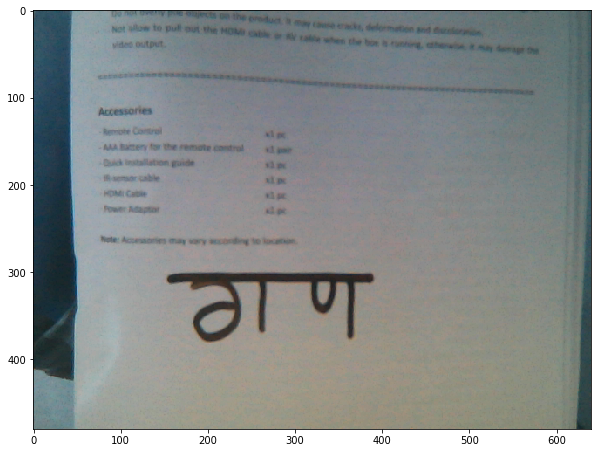 0
objects on the product. It may cause cracks, deformation and discoloration.
Not allow to pull out the HDMI cable or AV cable when the box is running, otherwise, it may damage the
video output.
100
Accessories
· Remote Control x1 pc
· AAA Battery for the remote control x1 pair
· Quick installation guide x1 pc
· IR-sensor cable x1 pc
200
· HDMI Cable x1 pc
· Power Adaptor x1 pc
Note: Accessories may vary according to location.
300
गण
400
0 100 200 300 400 500 600